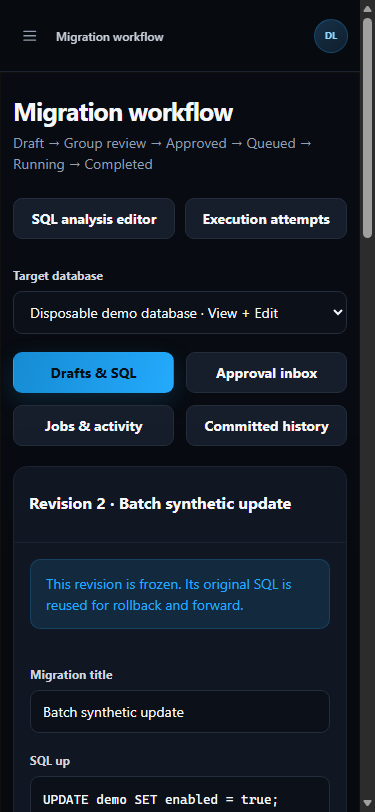 Migration workflow
DL
Migration workflow
Draft → Group review → Approved → Queued →
Running → Completed
SQL analysis editor
Execution attempts
Target database
Disposable demo database · View + Edit
Drafts & SQL
Approval inbox
Jobs & activity
Committed history
Revision 2 · Batch synthetic update
This revision is frozen. Its original SQL is
reused for rollback and forward.
Migration title
Batch synthetic update
SQL up
UPDATE demo SET enabled = true;